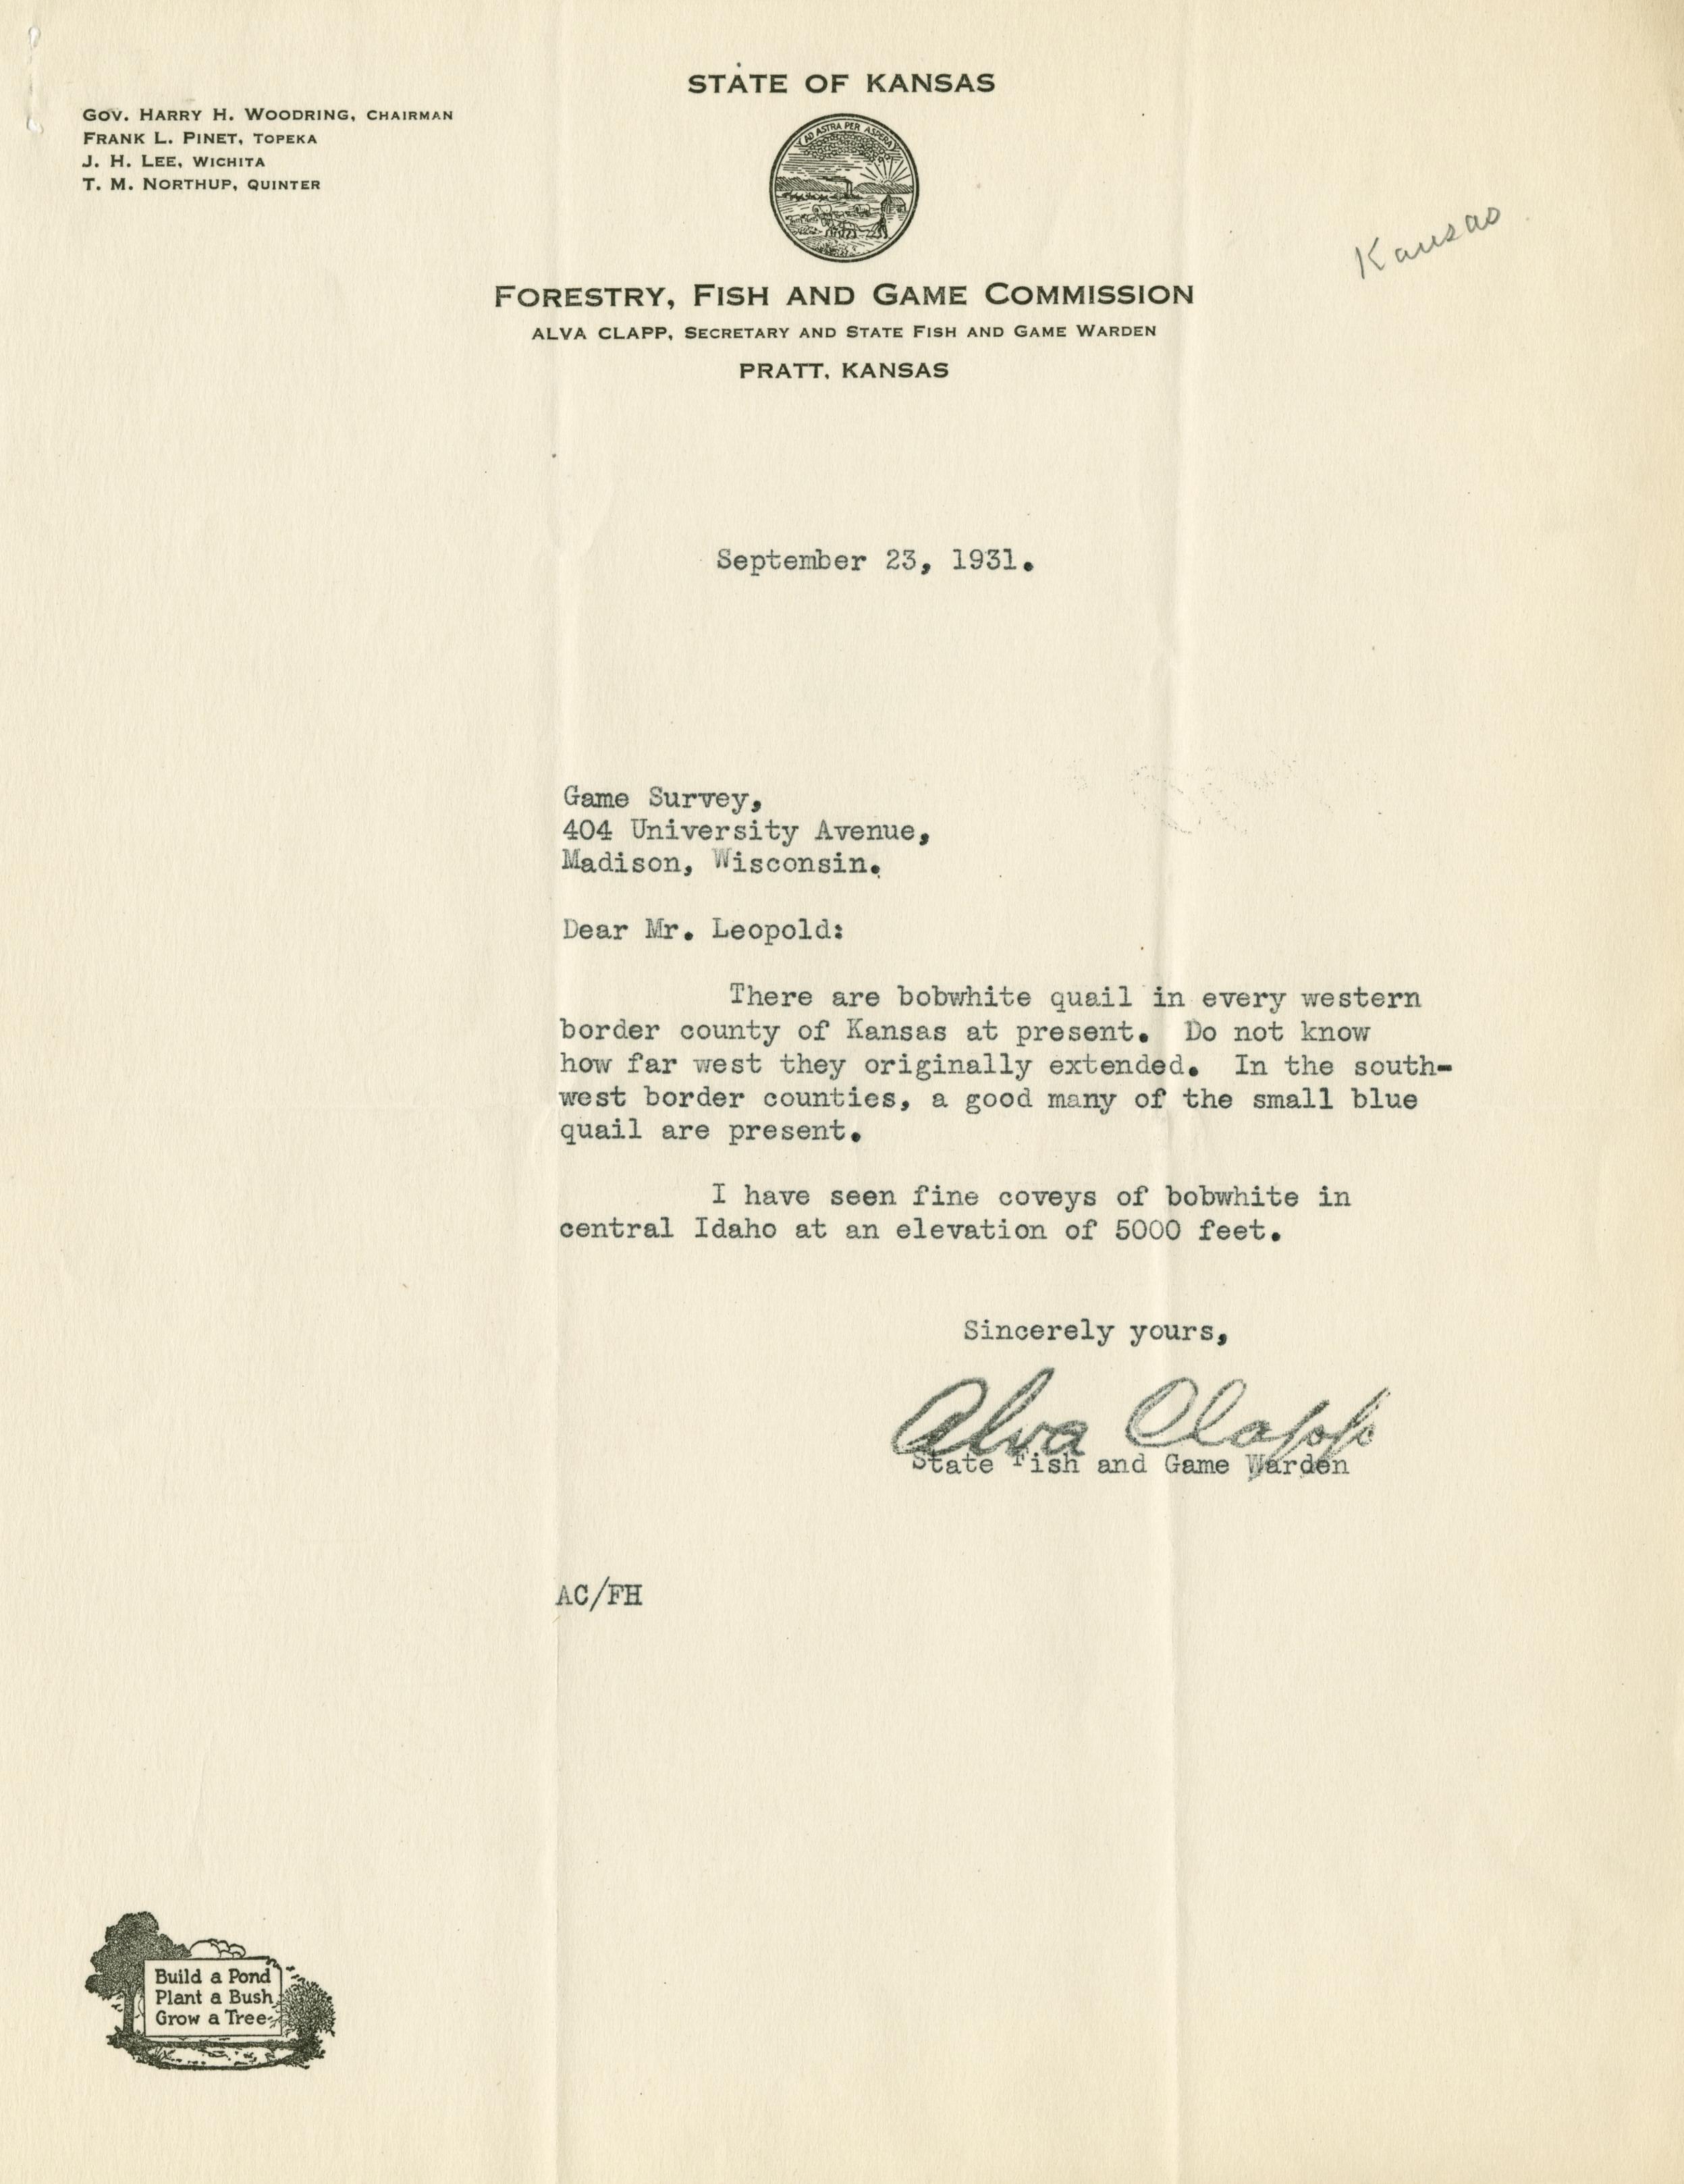 STATE OF KANSAS
GOV. HARRY H. WOODRING, CHAIRMAN
FRANK L. PINET, TOPEKA
J. H. LEE, WICHITA
T. M. NORTHUP, QUINTER
AD ASTRA PER ASPERA
Kansas
FORESTRY, FISH AND GAME COMMISSION
ALVA CLAPP, SECRETARY AND STATE FISH AND GAME WARDEN
PRATT, KANSAS
September 23, 1931.
Game Survey,
404 University Avenue,
Madison, Wisconsin.
Dear Mr. Leopold:
There are bobwhite quail in every western
border county of Kansas at present. Do not know
how far west they originally extended. In the south-
west border counties, a good many of the small blue
quail are present.
I have seen fine coveys of bobwhite in
central Idaho at an elevation of 5000 feet.
Sincerely yours,
Alva Clapp
State Fish and Game Warden
AC/FH
Build a Pond
Plant a Bush
Grow a Tree